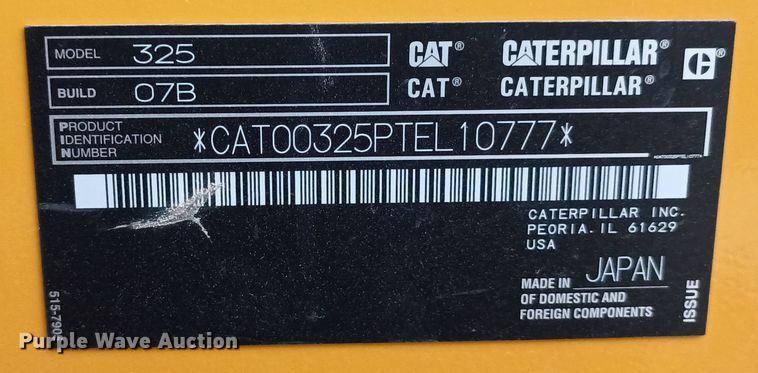 MODEL 325
BUILD 07B
CAT® CATERPILLAR®
CAT® CATERPILLAR®
PRODUCT
IDENTIFICATION
NUMBER
*CAT00325PTEL10777*
*CAT00325PTEL10777*
CATERPILLAR INC.
PEORIA. IL 61629
USA
MADE IN JAPAN
OF DOMESTIC AND
FOREIGN COMPONENTS
ISSUE
Purple Wave Auction